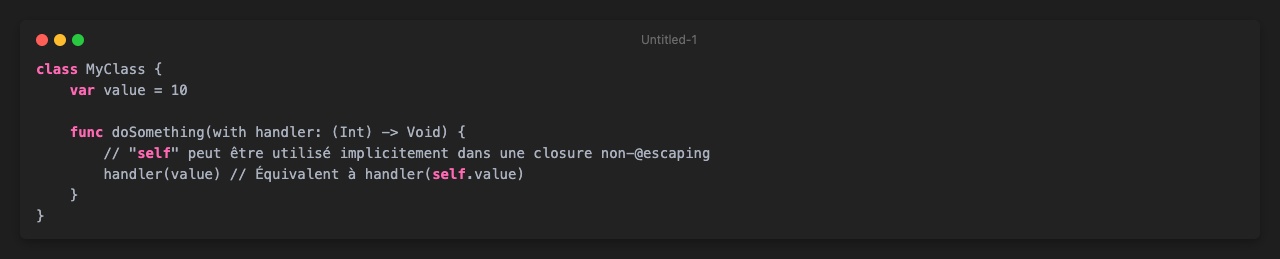 Untitled-1
class MyClass {
    var value = 10
    func doSomething(with handler: (Int) -> Void) {
        // "self" peut être utilisé implicitement dans une closure non-@escaping
        handler(value) // Équivalent à handler(self.value)
    }
}